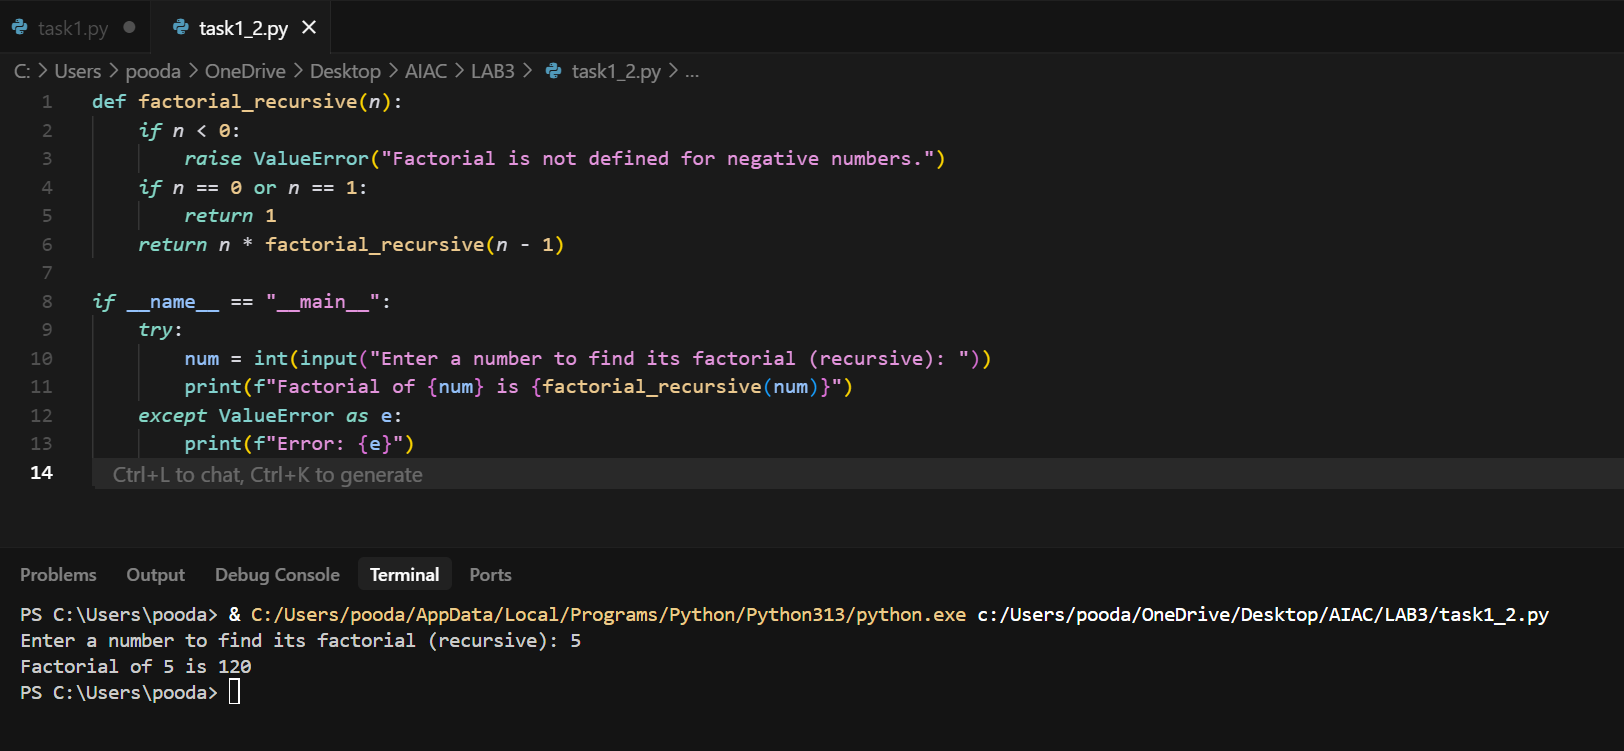 task1.py
task1_2.py
C: > Users > pooda > OneDrive > Desktop > AIAC > LAB3 > task1_2.py > ...
1 def factorial_recursive(n):
2     if n < 0:
3         raise ValueError("Factorial is not defined for negative numbers.")
4     if n == 0 or n == 1:
5         return 1
6     return n * factorial_recursive(n - 1)
7
8 if __name__ == "__main__":
9     try:
10         num = int(input("Enter a number to find its factorial (recursive): "))
11         print(f"Factorial of {num} is {factorial_recursive(num)}")
12     except ValueError as e:
13         print(f"Error: {e}")
14 Ctrl+L to chat, Ctrl+K to generate
Problems Output Debug Console Terminal Ports
PS C:\Users\pooda> & C:/Users/pooda/AppData/Local/Programs/Python/Python313/python.exe c:/Users/pooda/OneDrive/Desktop/AIAC/LAB3/task1_2.py
Enter a number to find its factorial (recursive): 5
Factorial of 5 is 120
PS C:\Users\pooda>